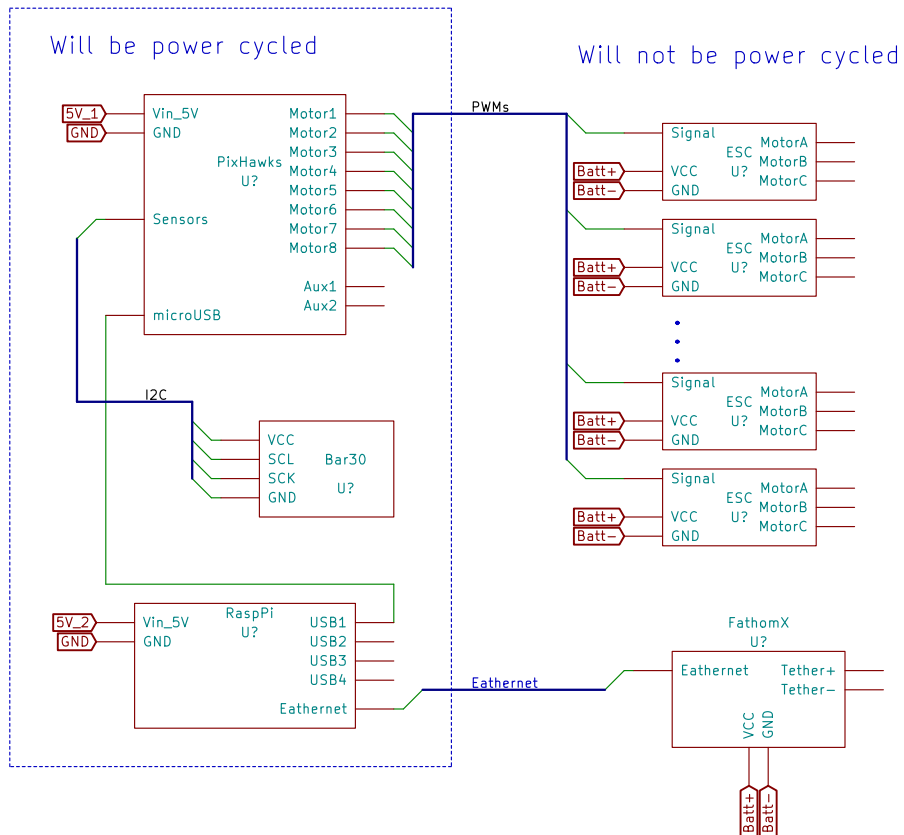 Will be power cycled
Will not be power cycled
5V_1
GND
Vin_5V
GND
Sensors
microUSB
PixHawks
U?
Motor1
Motor2
Motor3
Motor4
Motor5
Motor6
Motor7
Motor8
Aux1
Aux2
PWMs
Batt+
Batt-
Signal
VCC
GND
ESC
U?
MotorA
MotorB
MotorC
Batt+
Batt-
Signal
VCC
GND
ESC
U?
MotorA
MotorB
MotorC
Batt+
Batt-
Signal
VCC
GND
ESC
U?
MotorA
MotorB
MotorC
Batt+
Batt-
Signal
VCC
GND
ESC
U?
MotorA
MotorB
MotorC
I2C
VCC
SCL
SCK
GND
Bar30
U?
5V_2
GND
Vin_5V
GND
RaspPi
U?
USB1
USB2
USB3
USB4
Eathernet
Eathernet
FathomX
U?
Eathernet
Tether+
Tether-
VCC
GND
Batt+
Batt-